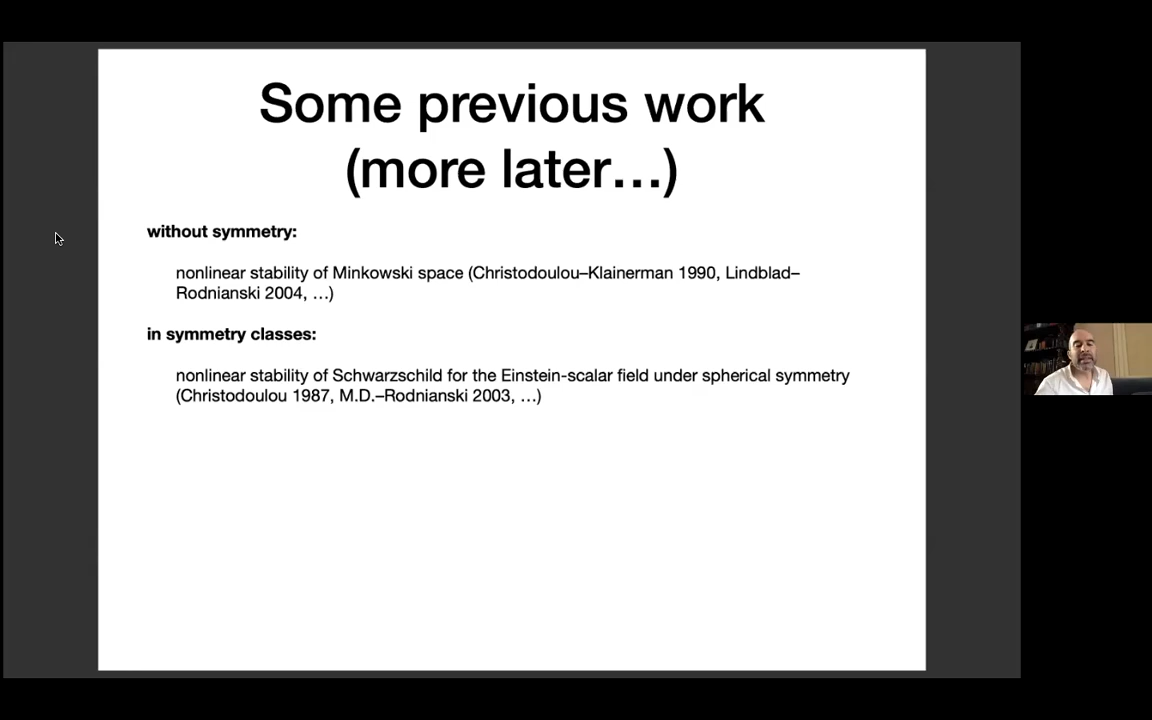 Some previous work
(more later…)
without symmetry:
nonlinear stability of Minkowski space (Christodoulou–Klainerman 1990, Lindblad–
Rodnianski 2004, …)
in symmetry classes:
nonlinear stability of Schwarzschild for the Einstein-scalar field under spherical symmetry
(Christodoulou 1987, M.D.–Rodnianski 2003, …)